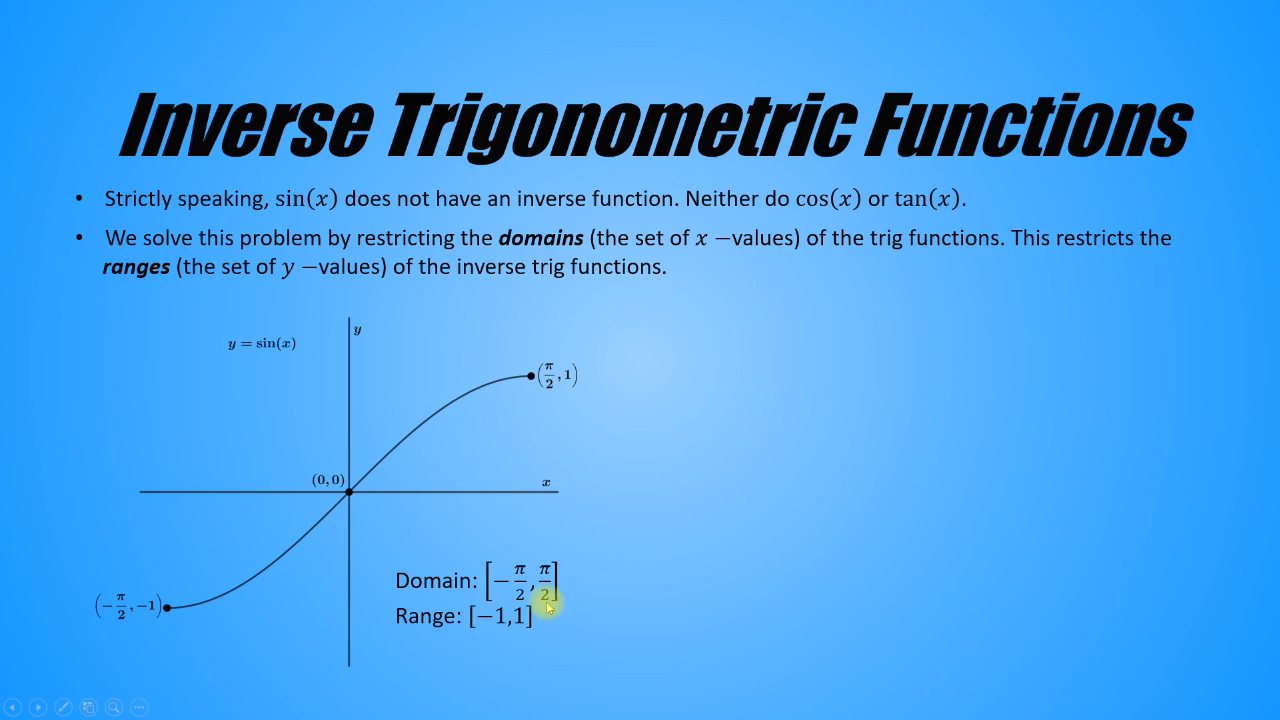 Inverse Trigonometric Functions
• Strictly speaking, sin(x) does not have an inverse function. Neither do cos(x) or tan(x).
• We solve this problem by restricting the domains (the set of x −values) of the trig functions. This restricts the
ranges (the set of y −values) of the inverse trig functions.
y
y = sin(x)
(π/2, 1)
(0, 0)
x
Domain: [−π/2, π/2]
(−π/2, −1)
Range: [−1,1]